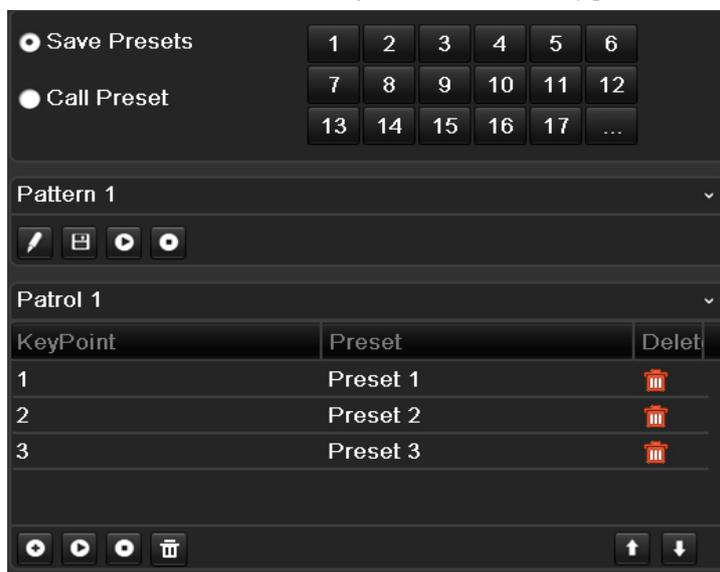 Save Presets
1 2 3 4 5 6
Call Preset
7 8 9 10 11 12
13 14 15 16 17 ...
Pattern 1
Patrol 1
KeyPoint Preset Delet
1 Preset 1
2 Preset 2
3 Preset 3